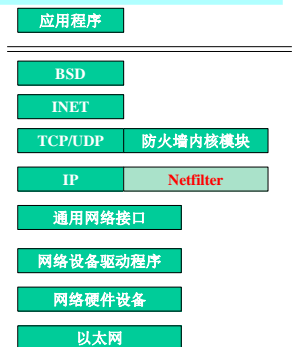 应用程序
BSD
INET
TCP/UDP 防火墙内核模块
IP Netfilter
通用网络接口
网络设备驱动程序
网络硬件设备
以太网